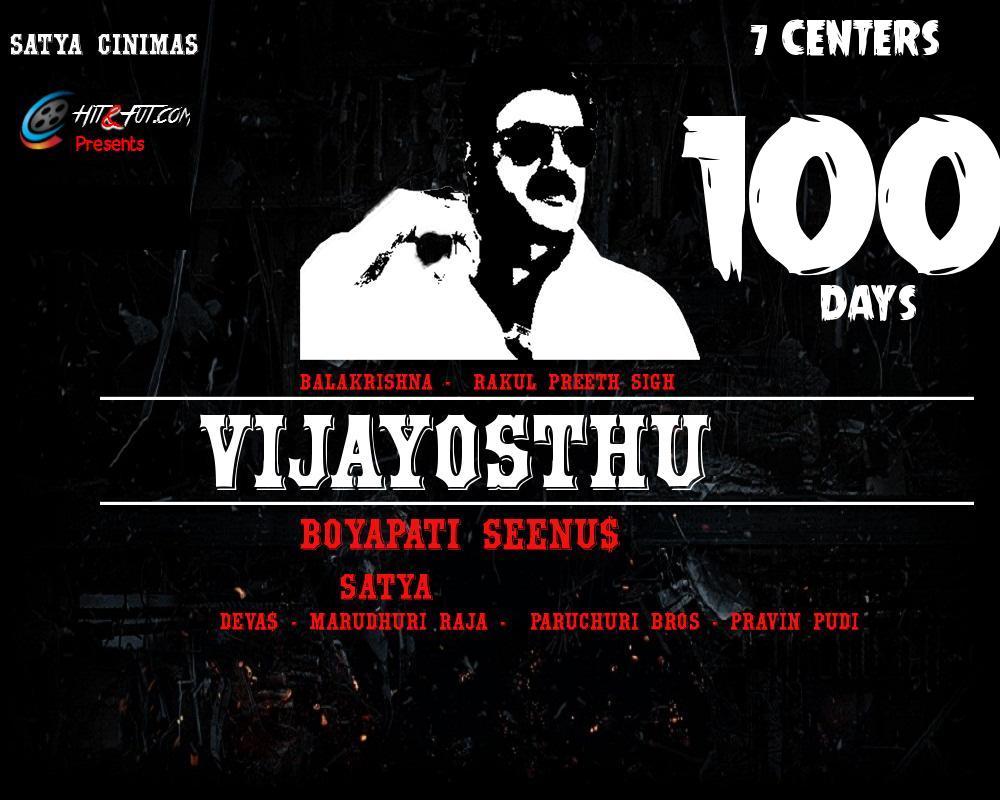 SATYA CINIMAS
7 CENTERS
HIT&FUT.COM
Presents
100
DAYS
BALAKRISHNA - RAKUL PREETH SIGH
VIJAYOSTHU
BOYAPATI SEENU$
SATYA
DEVA$ - MARUDHURI RAJA - PARUCHURI BROS - PRAVIN PUDI